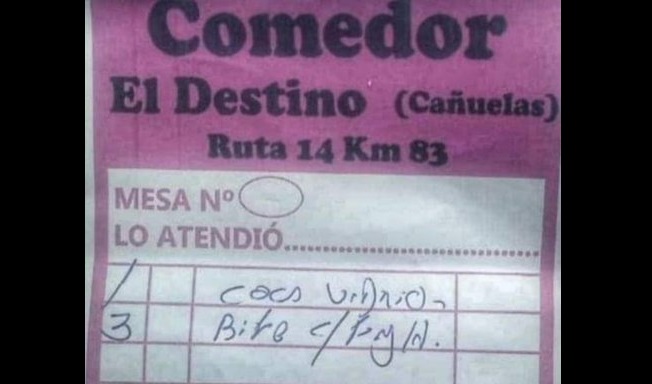 Comedor
El Destino (Cañuelas)
Ruta 14 Km 83
MESA Nº
LO ATENDIÓ........................................
1 coca
3 Bife c/